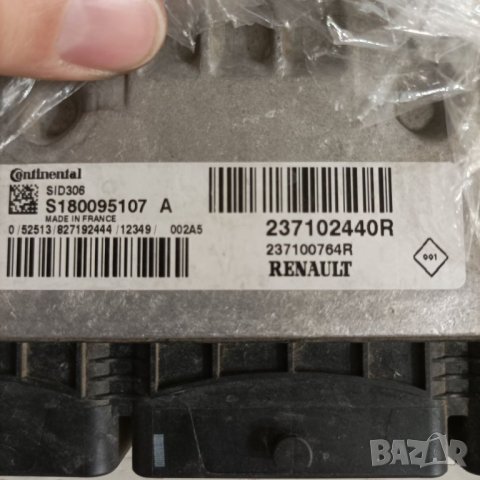 Continental
SID306
S180095107 A
MADE IN FRANCE
0/52513/827192444/12349/ 002A5
237102440R
237100764R
RENAULT
001
BAZAR